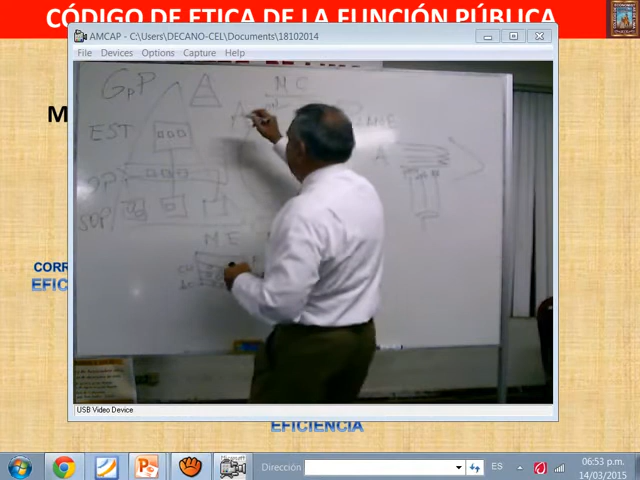 CÓDIGO DE ETICA DE LA FUNCIÓN PÚBLICA
AMCAP - C:\Users\DECANO-CEL\Documents\18102014
File Devices Options Capture Help
GpP
M C
EST
A
SOP
M E
CORR
EFIC
USB Video Device
EFICIENCIA
Microsoft
Dirección
ES
06:53 p.m.
14/03/2015